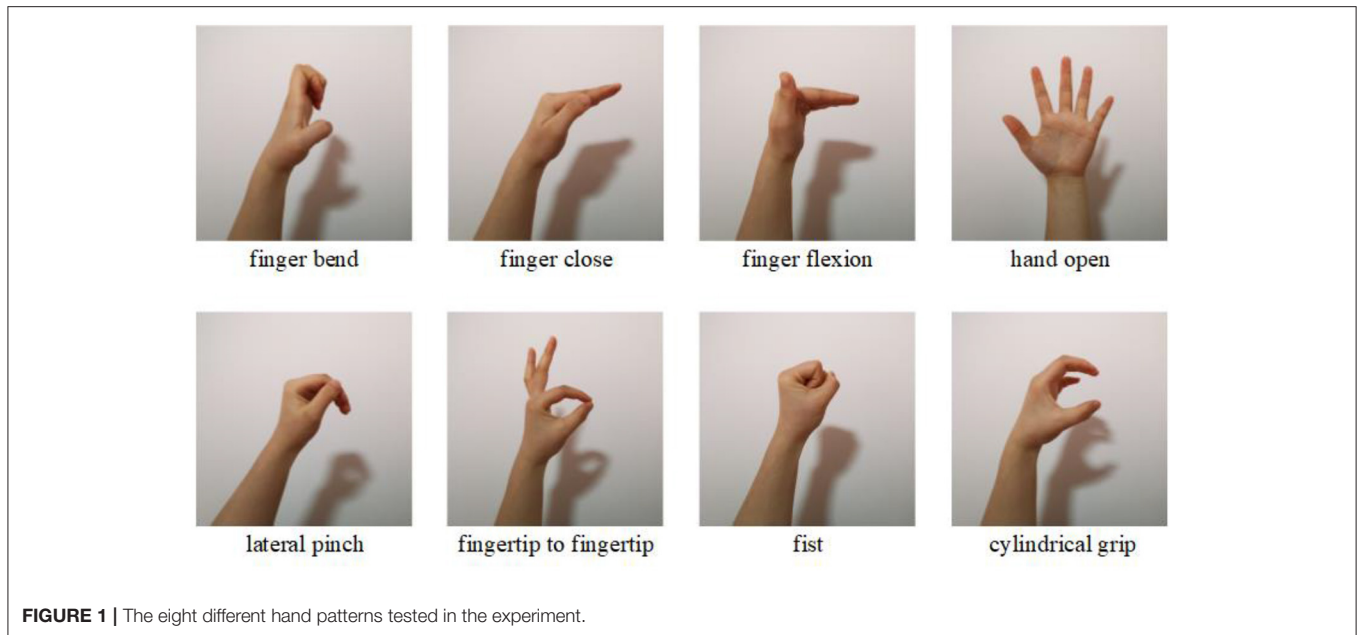 finger bend finger close finger flexion hand open
lateral pinch fingertip to fingertip fist cylindrical grip
FIGURE 1 | The eight different hand patterns tested in the experiment.